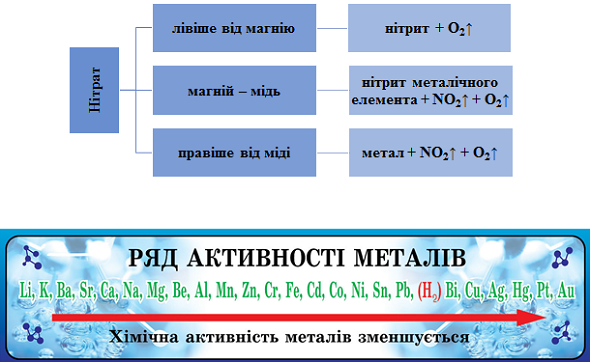 Нітрат
лівіше від магнію
нітрит + O₂↑
магній – мідь
нітрит металічного
елемента + NO₂↑ + O₂↑
правіше від міді
метал + NO₂↑ + O₂↑
РЯД АКТИВНОСТІ МЕТАЛІВ
Li, K, Ba, Sr, Ca, Na, Mg, Be, Al, Mn, Zn, Cr, Fe, Cd, Co, Ni, Sn, Pb, (H₂) Bi, Cu, Ag, Hg, Pt, Au
Хімічна активність металів зменшується